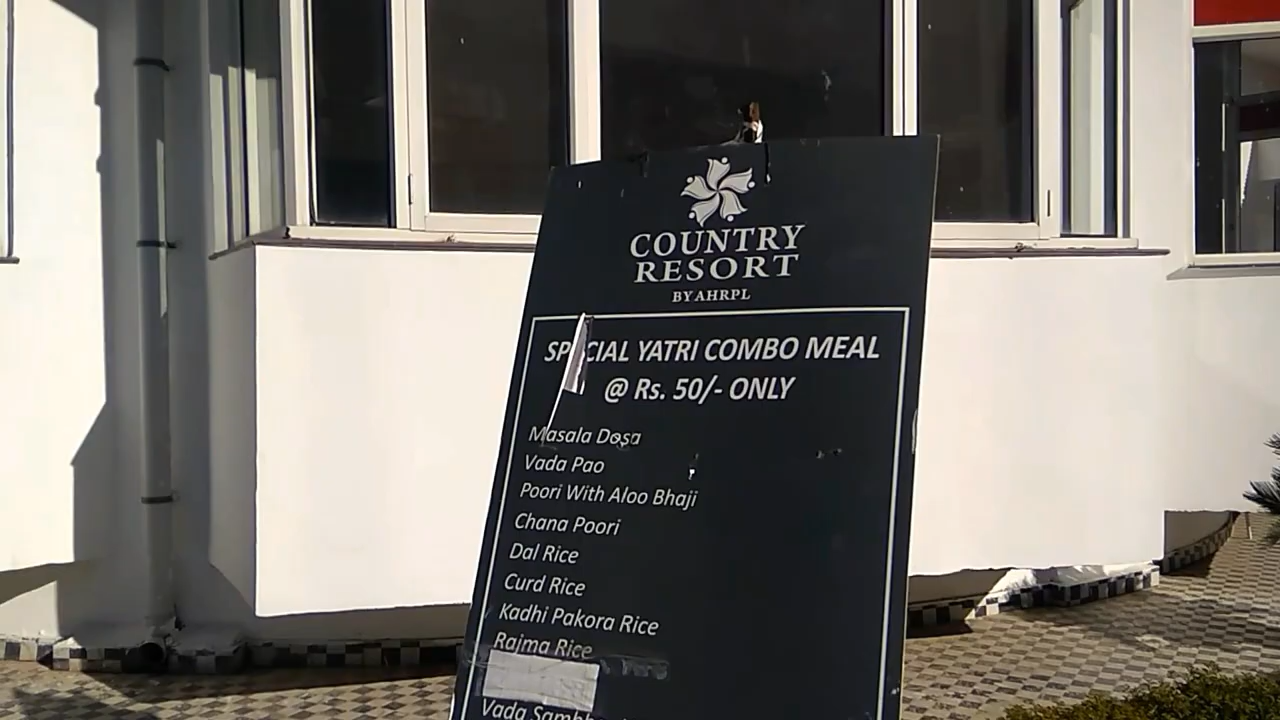 COUNTRY
RESORT
BY AHRPL
SPECIAL YATRI COMBO MEAL
@ Rs. 50/- ONLY
Masala Dosa
Vada Pao
Poori With Aloo Bhaji
Chana Poori
Dal Rice
Curd Rice
Kadhi Pakora Rice
Rajma Rice
Vada